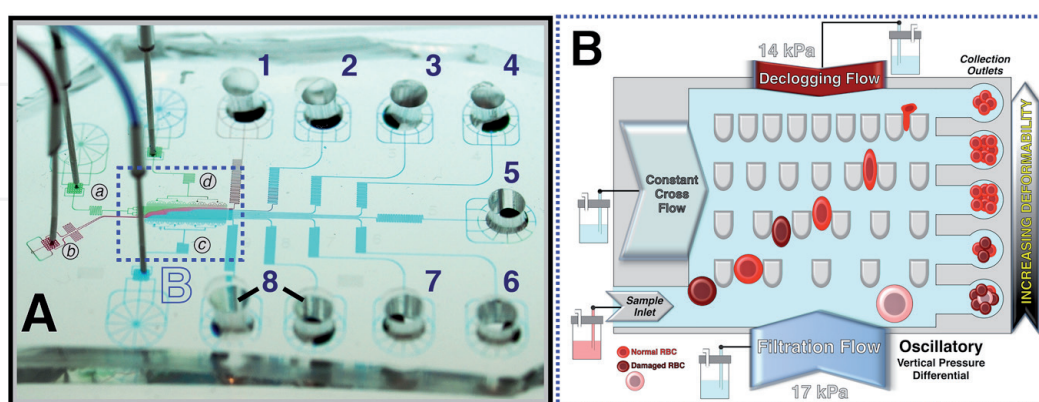 A
1
2
3
4
5
6
7
8
a
b
c
d
B
B
14 kPa
Declogging Flow
Collection
Outlets
Constant
Cross
Flow
INCREASING DEFORMABILITY
Sample
Inlet
Normal RBC
Damaged RBC
Filtration Flow
17 kPa
Oscillatory
Vertical Pressure
Differential